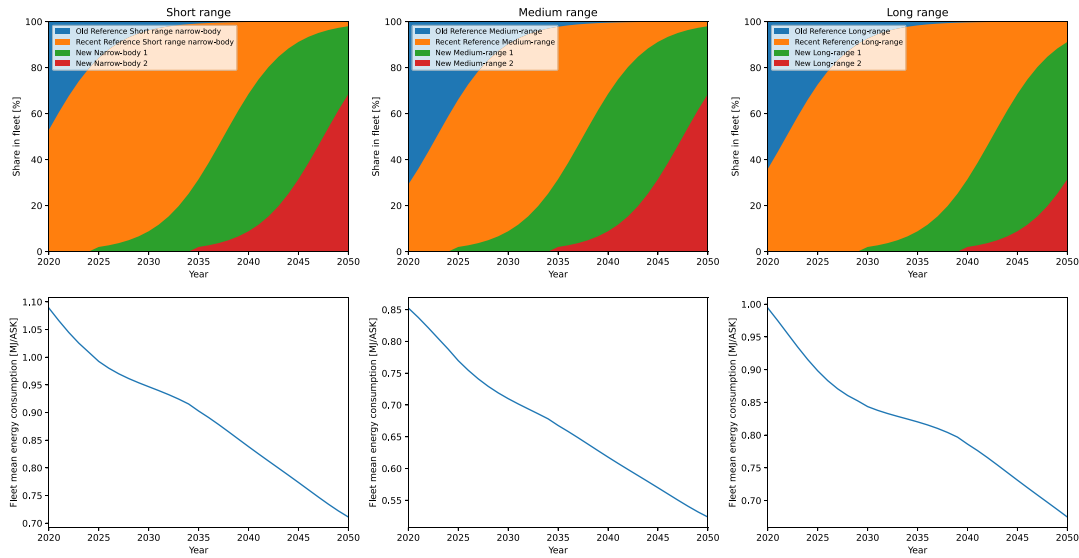 Short range
Medium range
Long range
100
80
60
40
20
0
Share in fleet [%]
Old Reference Short range narrow-body
Recent Reference Short range narrow-body
New Narrow-body 1
New Narrow-body 2
2020 2025 2030 2035 2040 2045 2050
Year
100
80
60
40
20
0
Share in fleet [%]
Old Reference Medium-range
Recent Reference Medium-range
New Medium-range 1
New Medium-range 2
2020 2025 2030 2035 2040 2045 2050
Year
100
80
60
40
20
0
Share in fleet [%]
Old Reference Long-range
Recent Reference Long-range
New Long-range 1
New Long-range 2
2020 2025 2030 2035 2040 2045 2050
Year
1,10
1.05
1.00
0.95
0.90
0.85
0.80
0.75
0.70
Fleet mean energy consumption [MJ/ASK]
2020 2025 2030 2035 2040 2045 2050
Year
0,85
0.80
0.75
0,70
0,65
0.60
0.55
Fleet mean energy consumption [MJ/ASK]
2020 2025 2030 2035 2040 2045 2050
Year
1.00
0.95
0,90
0.85
0.80
0.75
0.70
Fleet mean energy consumption [MJ/ASK]
2020 2025 2030 2035 2040 2045 2050
Year